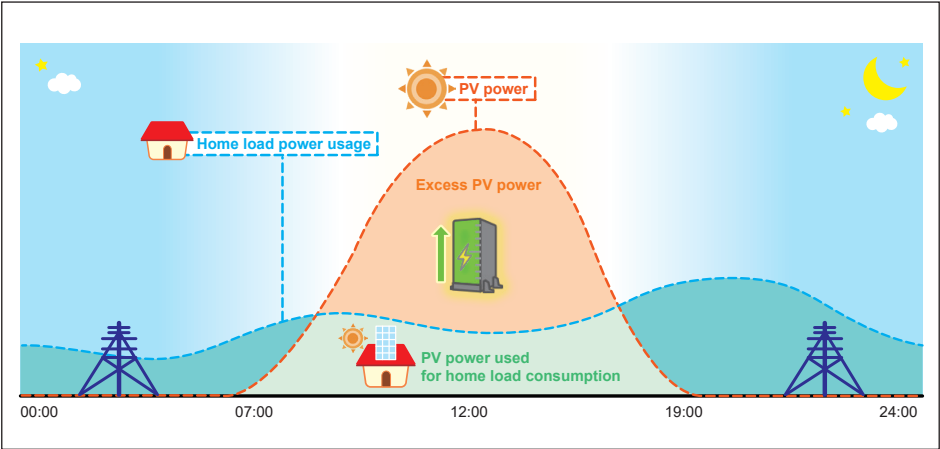 PV power
Home load power usage
Excess PV power
PV power used
for home load consumption
00:00
07:00
12:00
19:00
24:00